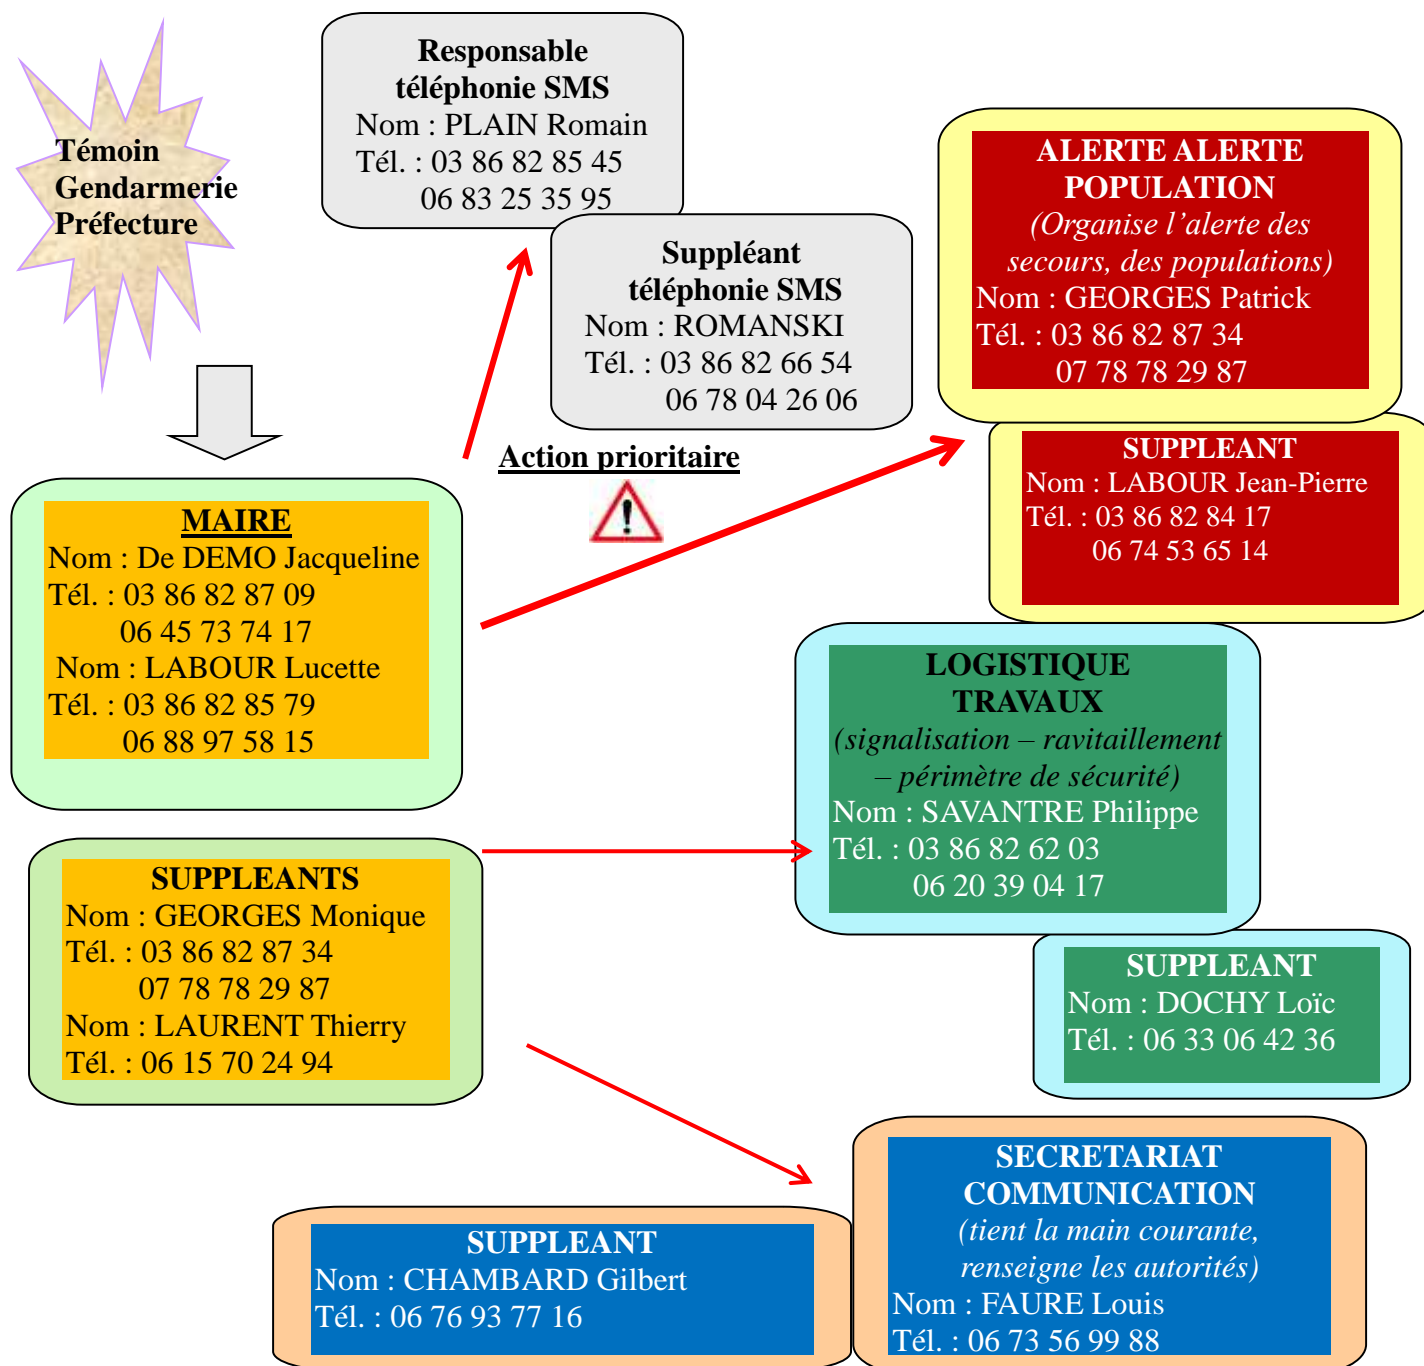 Témoin
Gendarmerie
Préfecture
Responsable
téléphonie SMS
Nom : PLAIN Romain
Tél. : 03 86 82 85 45
06 83 25 35 95
Suppléant
téléphonie SMS
Nom : ROMANSKI
Tél. : 03 86 82 66 54
06 78 04 26 06
ALERTE ALERTE
POPULATION
(Organise l’alerte des
secours, des populations)
Nom : GEORGES Patrick
Tél. : 03 86 82 87 34
07 78 78 29 87
SUPPLEANT
Nom : LABOUR Jean-Pierre
Tél. : 03 86 82 84 17
06 74 53 65 14
Action prioritaire
MAIRE
Nom : De DEMO Jacqueline
Tél. : 03 86 82 87 09
06 45 73 74 17
Nom : LABOUR Lucette
Tél. : 03 86 82 85 79
06 88 97 58 15
LOGISTIQUE
TRAVAUX
(signalisation – ravitaillement
– périmètre de sécurité)
Nom : SAVANTRE Philippe
Tél. : 03 86 82 62 03
06 20 39 04 17
SUPPLEANTS
Nom : GEORGES Monique
Tél. : 03 86 82 87 34
07 78 78 29 87
Nom : LAURENT Thierry
Tél. : 06 15 70 24 94
SUPPLEANT
Nom : DOCHY Loïc
Tél. : 06 33 06 42 36
SECRETARIAT
COMMUNICATION
(tient la main courante,
renseigne les autorités)
Nom : FAURE Louis
Tél. : 06 73 56 99 88
SUPPLEANT
Nom : CHAMBARD Gilbert
Tél. : 06 76 93 77 16